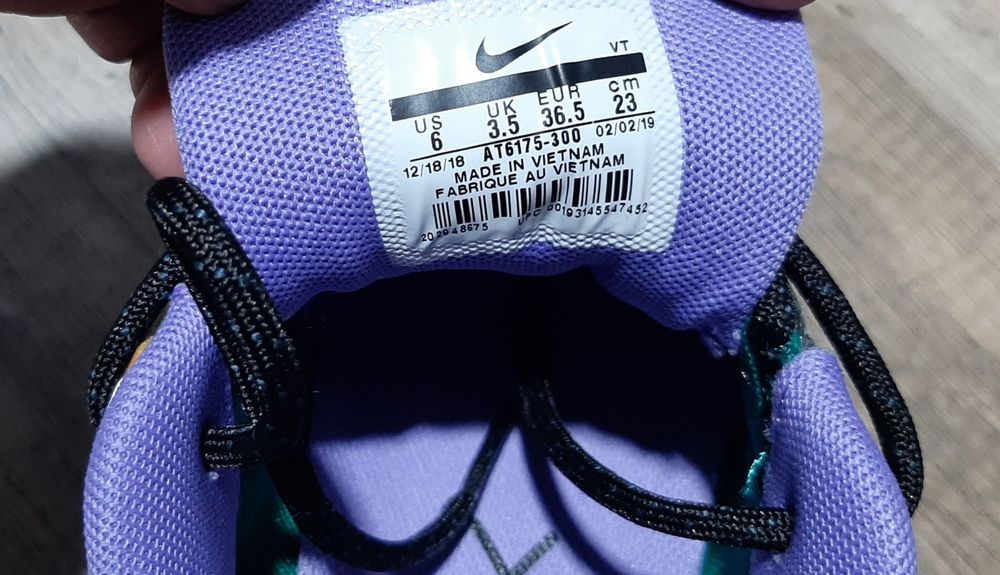 VT
US UK EUR cm
6 3.5 36.5 23
12/18/18 AT6175-300 02/02/19
MADE IN VIETNAM
FABRIQUE AU VIETNAM
UPC 00193145547452
202948675